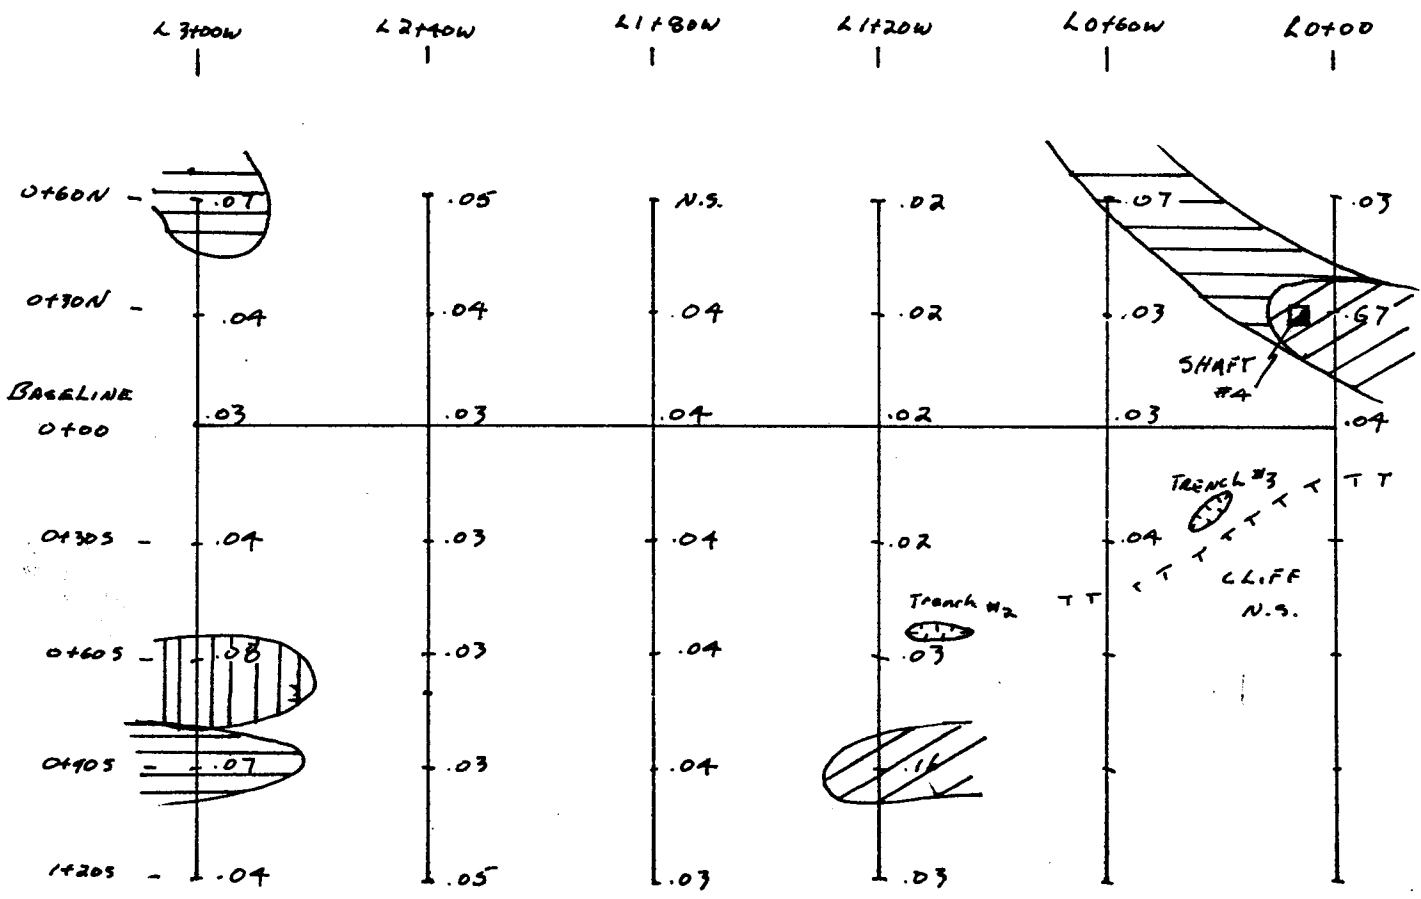 L 3+00W L 2+40W L1+80W L1+20W L0+60W L0+00
0+60N .07 .05 N.S. .02 .07 .03
0+30N .04 .04 .04 .02 .03 .67
SHAFT
#4
BASELINE
0+00 .03 .03 .04 .02 .03 .04
TRENCH #3
0+30S .04 .03 .04 .02 .04
CLIFF
N.S.
Trench #2
0+60S .08 .03 .04 .03
0+90S .07 .03 .04 .16
1+20S .04 .05 .03 .03